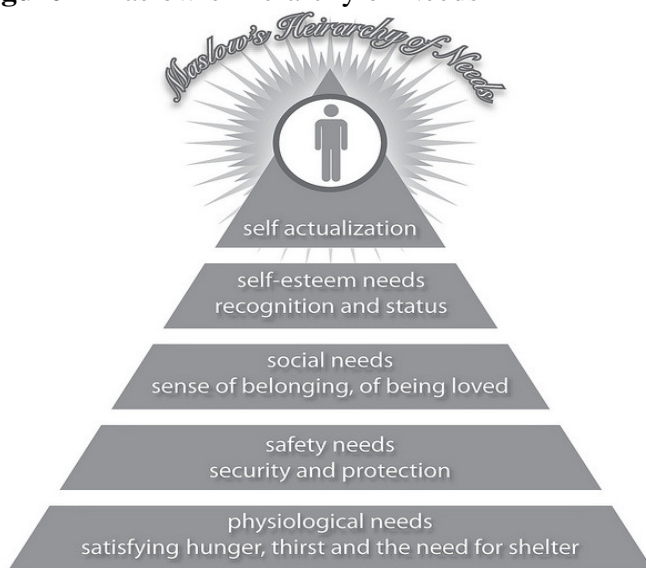 Maslow's Heirarchy of Needs
self actualization
self-esteem needs
recognition and status
social needs
sense of belonging, of being loved
safety needs
security and protection
physiological needs
satisfying hunger, thirst and the need for shelter